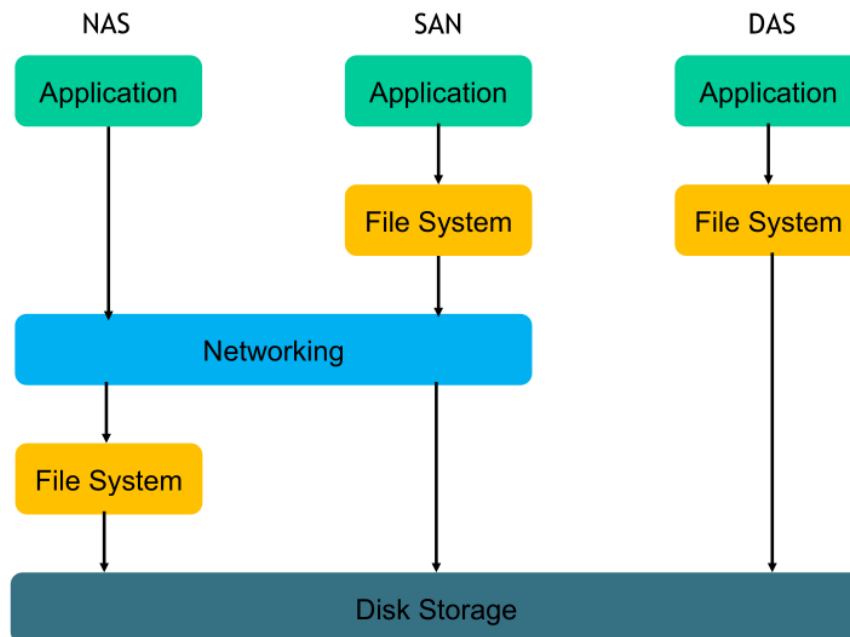 NAS
SAN
DAS
Application
Application
Application
File System
File System
Networking
File System
Disk Storage